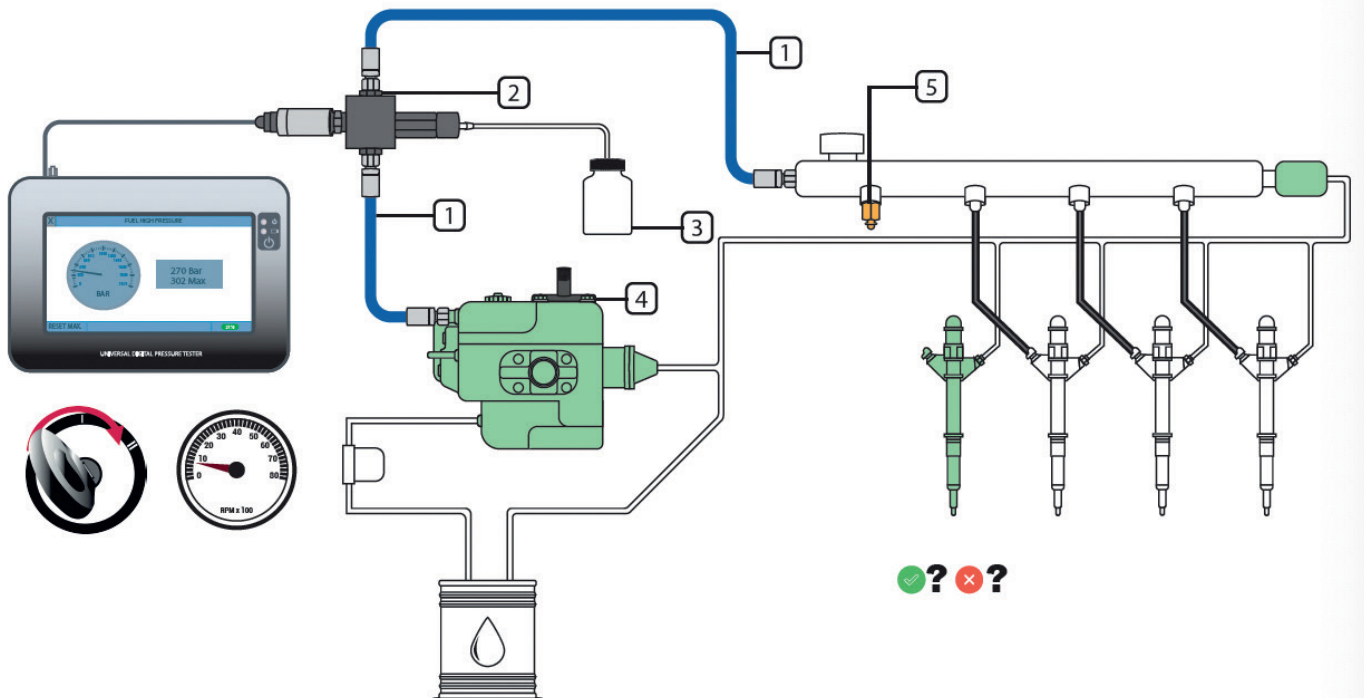 1
5
2
3
1
4
X
FUEL HIGH PRESSURE
270 Bar
302 Max
BAR
RESET MAX.
UNIVERSAL DIGITAL PRESSURE TESTER
I
II
0
10
20
30
40
50
60
70
80
RPM x 100
? ?